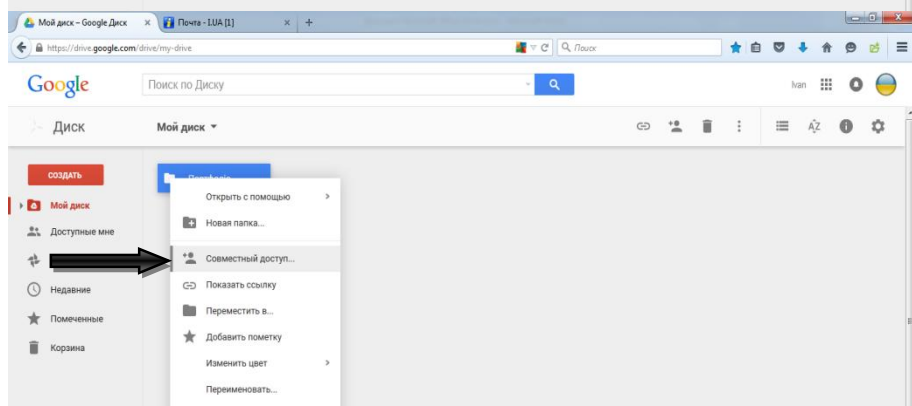 Мой диск – Google Диск
Почта - I.UA [1]
https://drive.google.com/drive/my-drive
Поиск
Google
Поиск по Диску
Ivan
Диск
Мой диск
AZ
СОЗДАТЬ
Мой диск
Доступные мне
Недавние
Помеченные
Корзина
Открыть с помощью
Новая папка...
Совместный доступ...
Показать ссылку
Переместить в...
Добавить пометку
Изменить цвет
Переименовать...